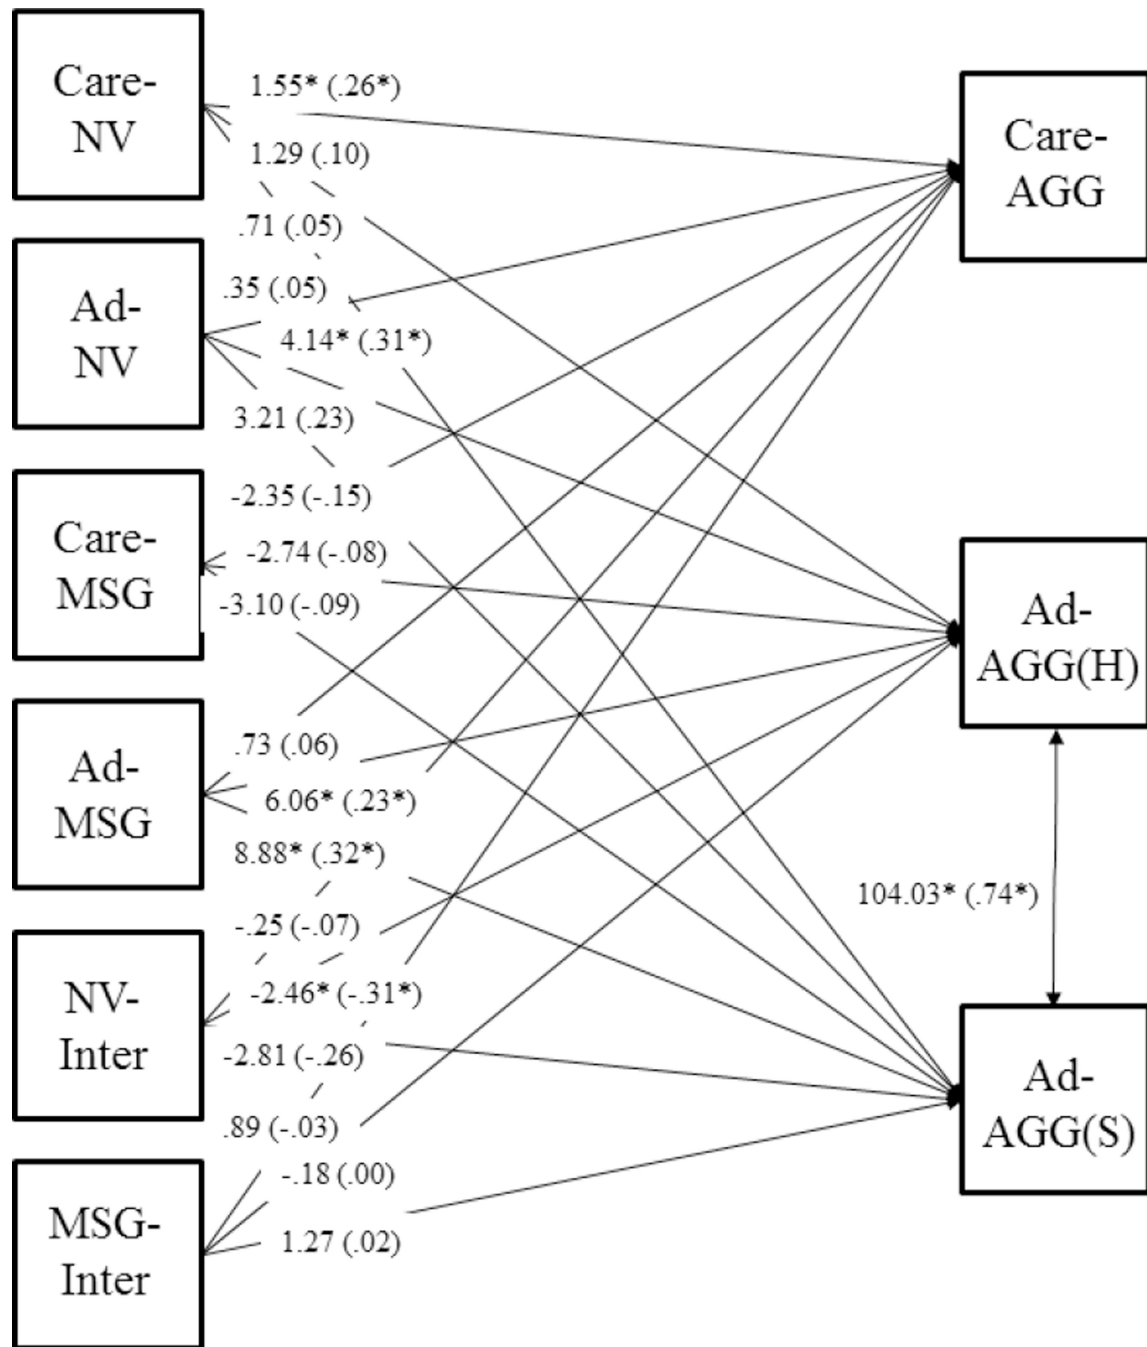 Care-
NV
Ad-
NV
Care-
MSG
Ad-
MSG
NV-
Inter
MSG-
Inter
1.55* (.26*)
1.29 (.10)
.71 (.05)
.35 (.05)
4.14* (.31*)
3.21 (.23)
-2.35 (-.15)
-2.74 (-.08)
-3.10 (-.09)
.73 (.06)
6.06* (.23*)
8.88* (.32*)
-.25 (-.07)
-2.46* (-.31*)
-2.81 (-.26)
.89 (-.03)
-.18 (.00)
1.27 (.02)
Care-
AGG
Ad-
AGG(H)
104.03* (.74*)
Ad-
AGG(S)